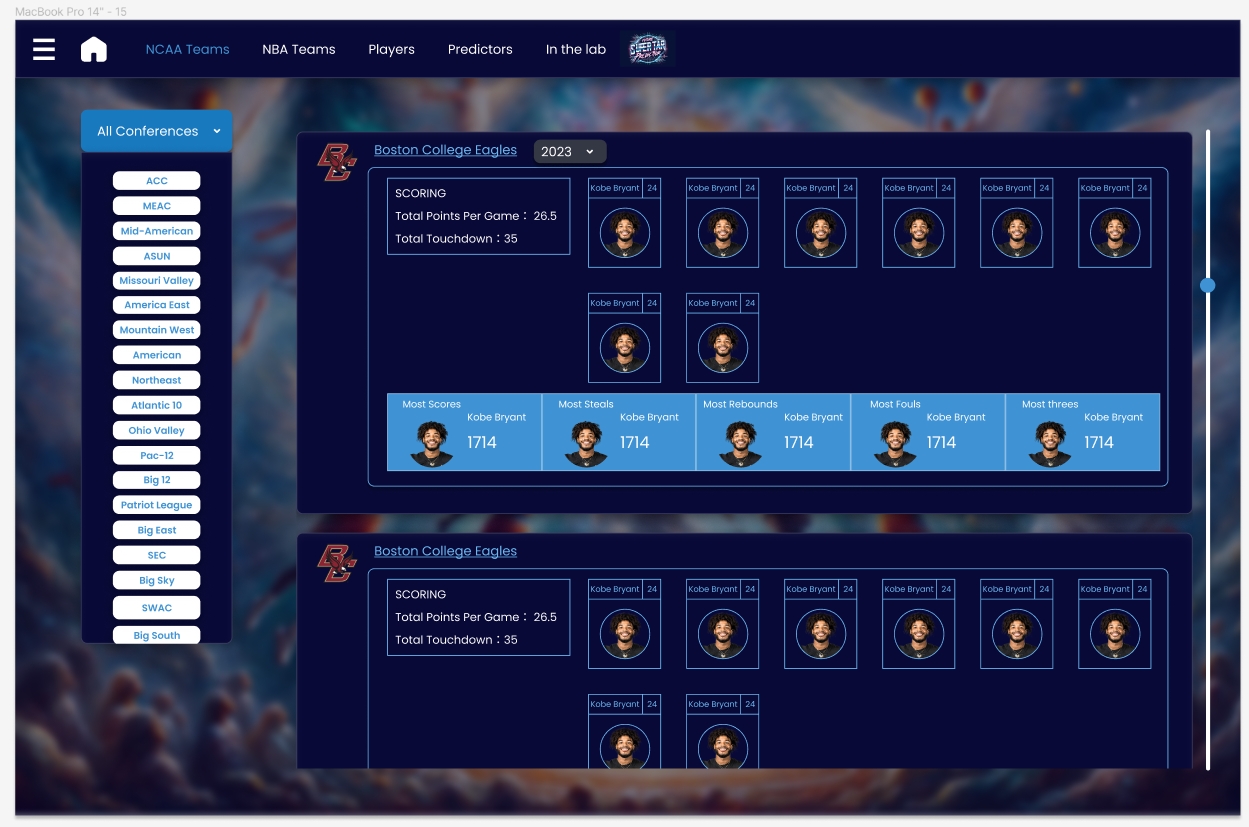 MacBook Pro 14" - 15
NCAA Teams
NBA Teams
Players
Predictors
In the lab
All Conferences
ACC
MEAC
Mid-American
ASUN
Missouri Valley
America East
Mountain West
American
Northeast
Atlantic 10
Ohio Valley
Pac-12
Big 12
Patriot League
Big East
SEC
Big Sky
SWAC
Big South
Boston College Eagles
2023
SCORING
Total Points Per Game : 26.5
Total Touchdown : 35
Kobe Bryant 24
Kobe Bryant 24
Kobe Bryant 24
Kobe Bryant 24
Kobe Bryant 24
Kobe Bryant 24
Kobe Bryant 24
Kobe Bryant 24
Most Scores
Kobe Bryant
1714
Most Steals
Kobe Bryant
1714
Most Rebounds
Kobe Bryant
1714
Most Fouls
Kobe Bryant
1714
Most threes
Kobe Bryant
1714
Boston College Eagles
SCORING
Total Points Per Game : 26.5
Total Touchdown : 35
Kobe Bryant 24
Kobe Bryant 24
Kobe Bryant 24
Kobe Bryant 24
Kobe Bryant 24
Kobe Bryant 24
Kobe Bryant 24
Kobe Bryant 24